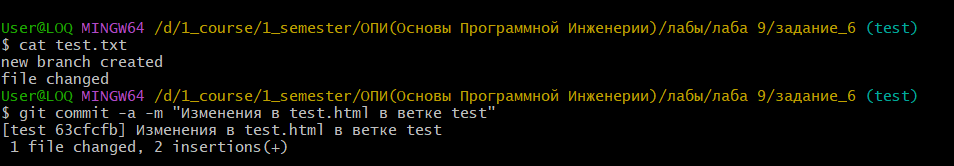 User@LOQ MINGW64 /d/1_course/1_semester/ОПИ(Основы Программной Инженерии)/лабы/лаба 9/задание_6 (test)
$ cat test.txt
new branch created
file changed
User@LOQ MINGW64 /d/1_course/1_semester/ОПИ(Основы Программной Инженерии)/лабы/лаба 9/задание_6 (test)
$ git commit -a -m "Изменения в test.html в ветке test"
[test 63cfcfb] Изменения в test.html в ветке test
 1 file changed, 2 insertions(+)